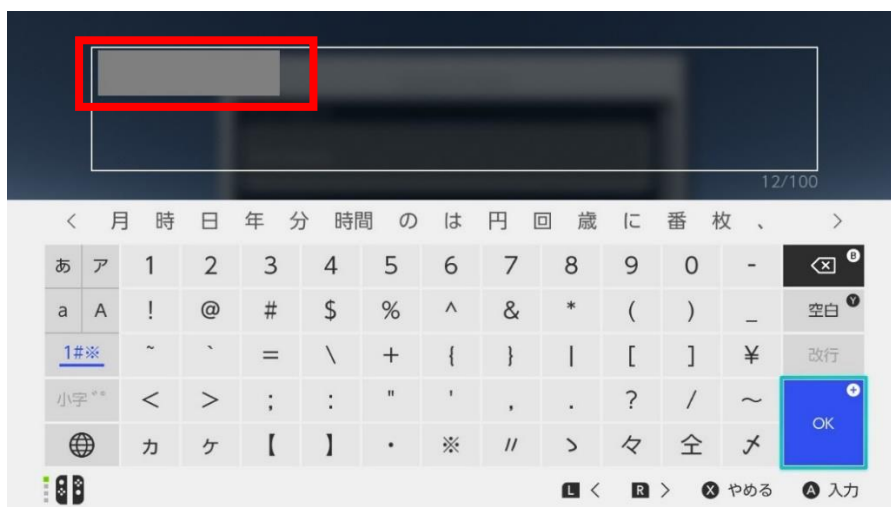 12/100
< 月 時 日 年 分 時間 の は 円 回 歳 に 番 枚 、 >
あ ア 1 2 3 4 5 6 7 8 9 0 - B
a A ! @ # $ % ^ & * ( ) _ 空白 Y
1#※ ~ ` = \ + { } | [ ] ¥ 改行
小字゛゜ < > ; : " ' , . ? / ～ + OK
カ ケ 【 】 ・ ※ 〃 ゝ 々 仝 〆
L < R > X やめる A 入力